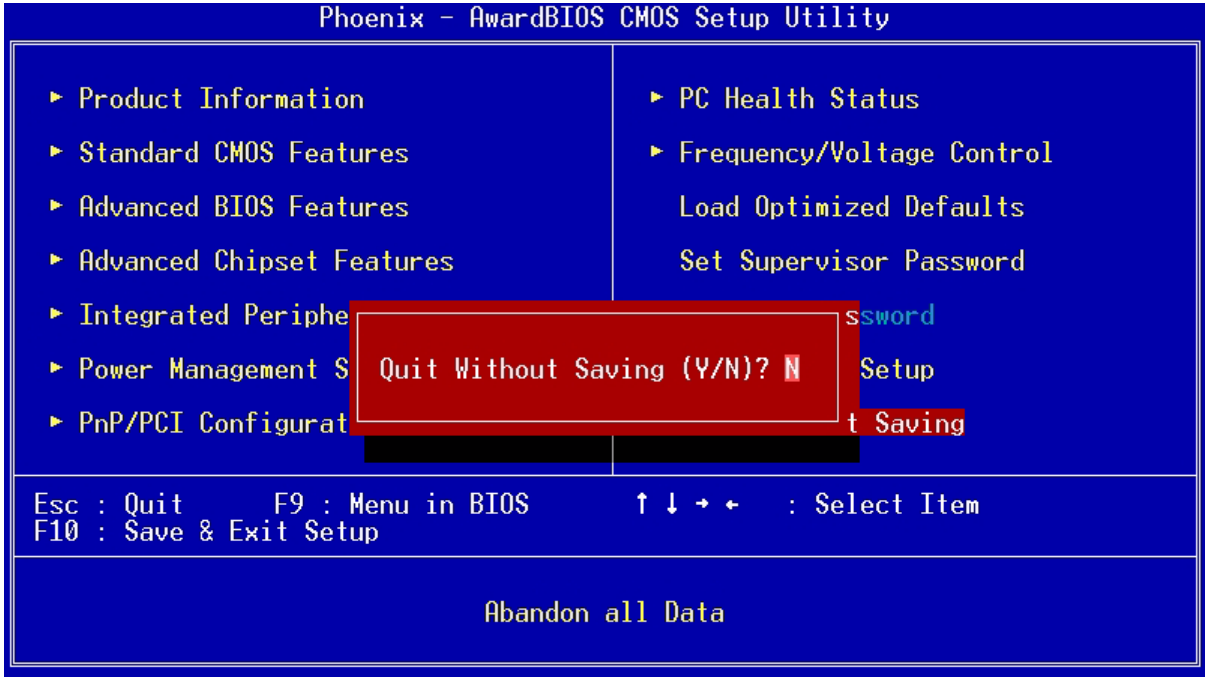 Phoenix - AwardBIOS CMOS Setup Utility
► Product Information
► Standard CMOS Features
► Advanced BIOS Features
► Advanced Chipset Features
► Integrated Periphe
► Power Management S
► PnP/PCI Configurat
► PC Health Status
► Frequency/Voltage Control
Load Optimized Defaults
Set Supervisor Password
ssword
Setup
t Saving
Quit Without Saving (Y/N)? N
Esc : Quit F9 : Menu in BIOS ↑ ↓ → ← : Select Item
F10 : Save & Exit Setup
Abandon all Data